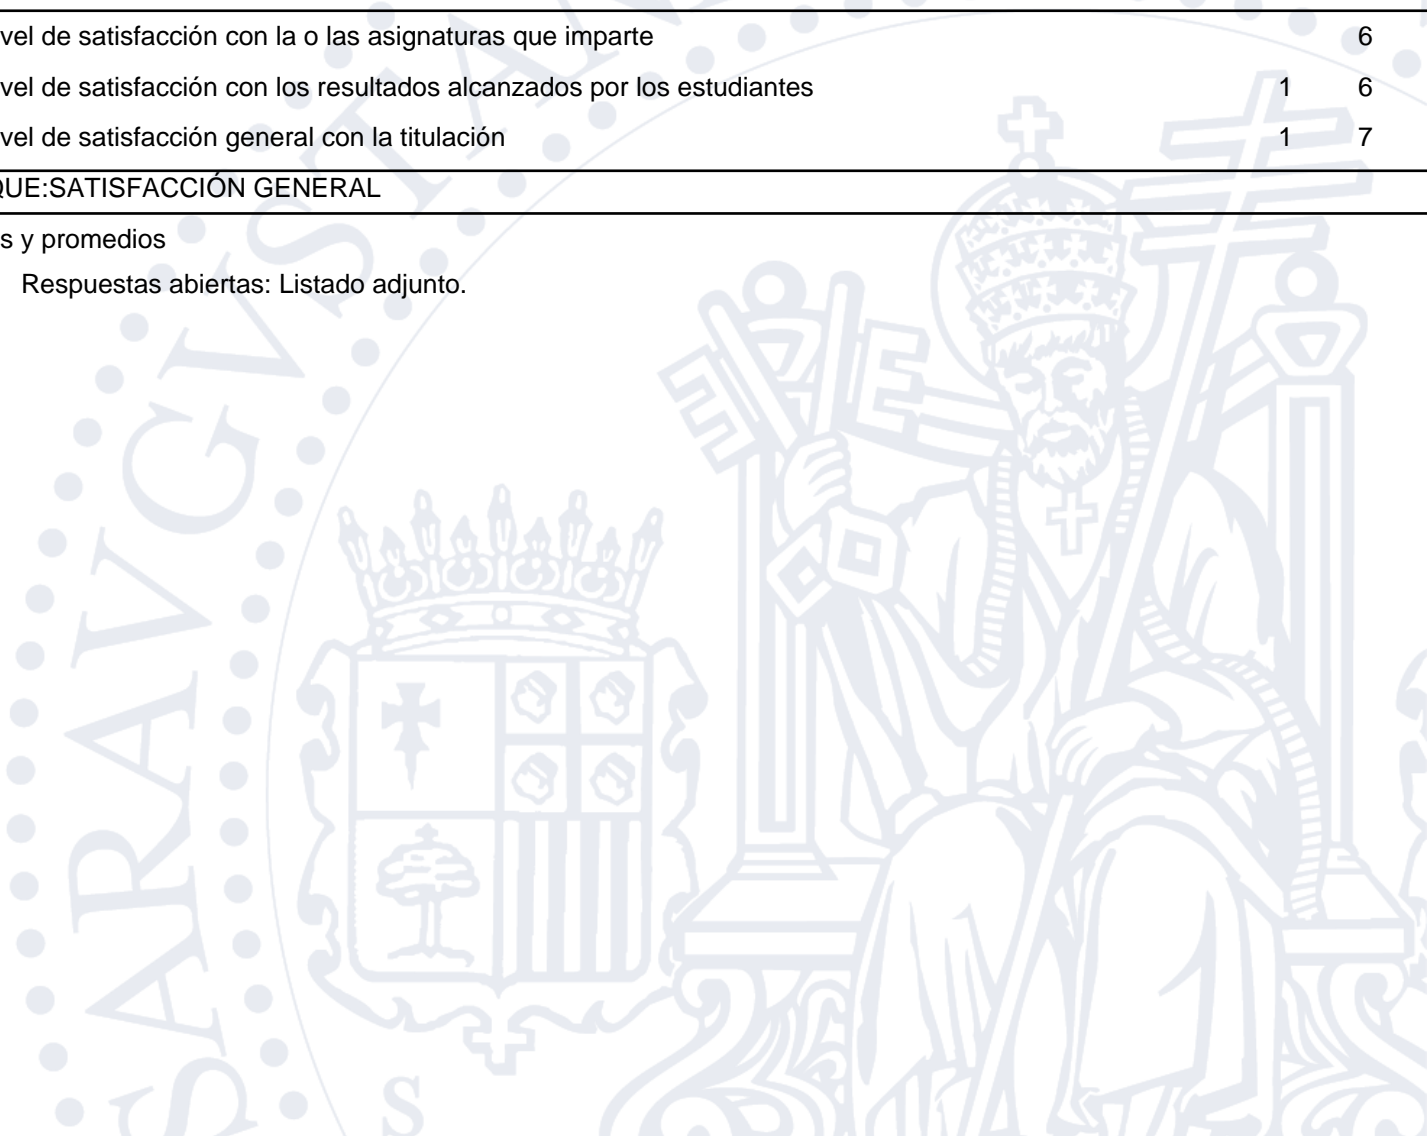 vel de satisfacción con la o las asignaturas que imparte 6
vel de satisfacción con los resultados alcanzados por los estudiantes 1 6
vel de satisfacción general con la titulación 1 7
QUE:SATISFACCIÓN GENERAL
s y promedios
Respuestas abiertas: Listado adjunto.
SARAVGVSTAN
S